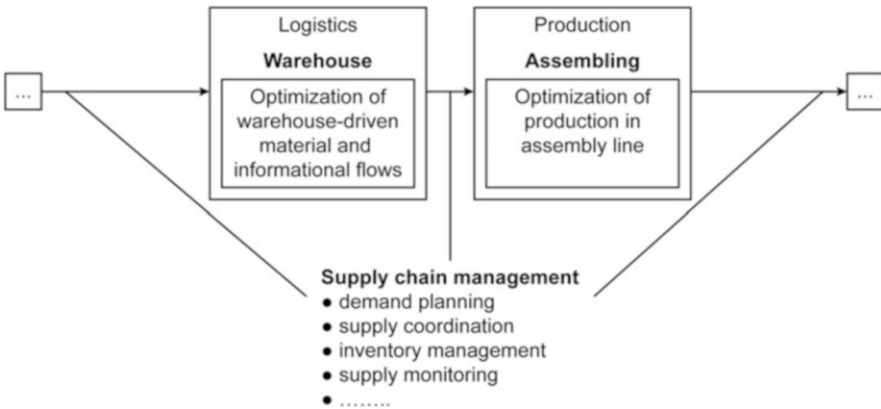 Logistics
Warehouse
Optimization of
warehouse-driven
material and
informational flows
Production
Assembling
Optimization of
production in
assembly line
...
...
Supply chain management
● demand planning
● supply coordination
● inventory management
● supply monitoring
● ........